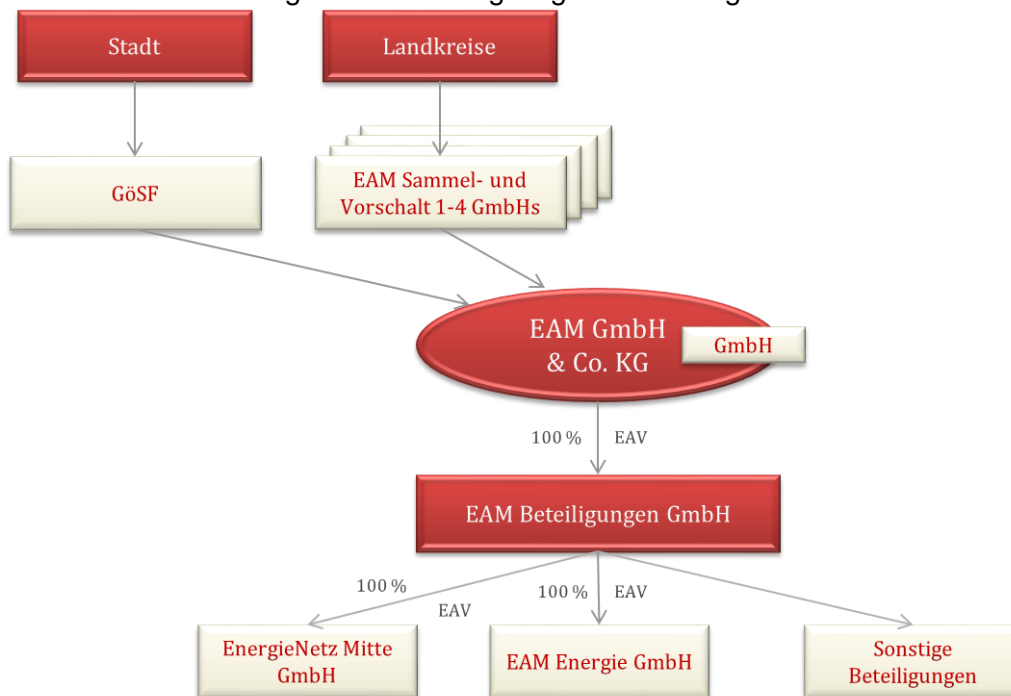 Stadt
Landkreise
GöSF
EAM Sammel- und
Vorschalt 1-4 GmbHs
EAM GmbH
& Co. KG
GmbH
100 % EAV
EAM Beteiligungen GmbH
100 %
EAV
100 % EAV
EnergieNetz Mitte
GmbH
EAM Energie GmbH
Sonstige
Beteiligungen